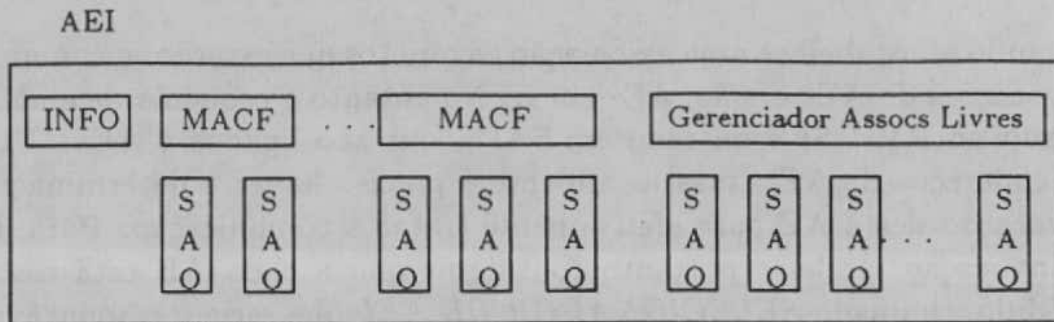 AEI
INFO MACF . . . MACF Gerenciador Assocs Livres
S S S S S S S S S
A A A A A A A A . . . A
O O O O O O O O O